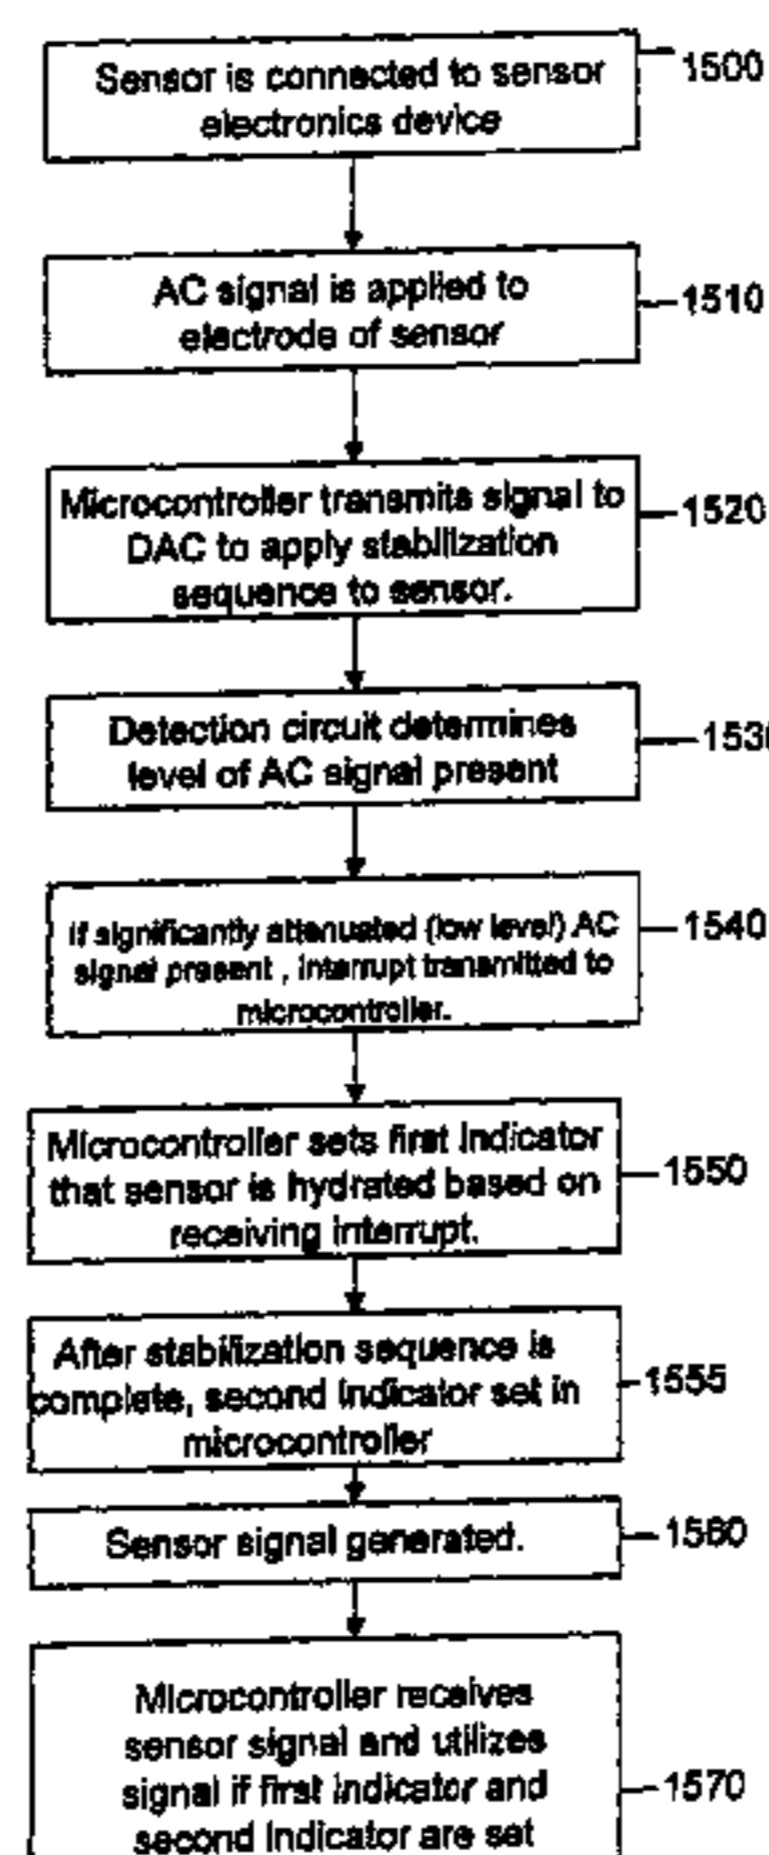 Sensor is connected to sensor
electronics device
1500
AC signal is applied to
electrode of sensor
1510
Microcontroller transmits signal to
DAC to apply stabilization
sequence to sensor.
1520
Detection circuit determines
level of AC signal present
1530
If significantly attenuated (low level) AC
signal present , interrupt transmitted to
microcontroller.
1540
Microcontroller sets first indicator
that sensor is hydrated based on
receiving interrupt.
1550
After stabilization sequence is
complete, second indicator set in
microcontroller
1555
Sensor signal generated.
1560
Microcontroller receives
sensor signal and utilizes
signal if first indicator and
second indicator are set
1570